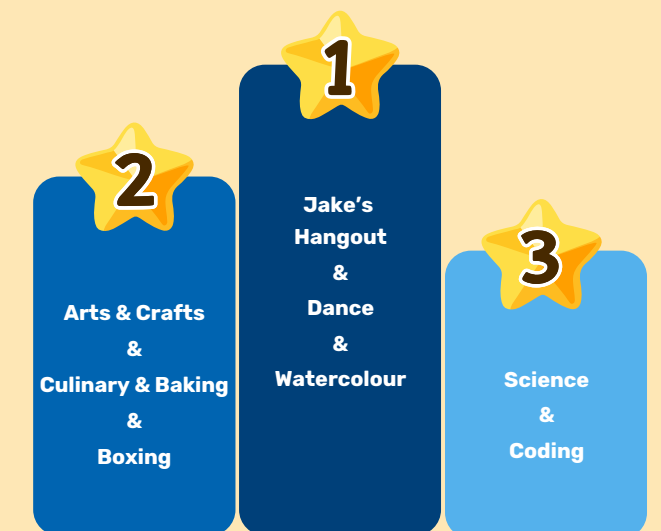 1
Jake's
Hangout
&
Dance
&
Watercolour
2
Arts & Crafts
&
Culinary & Baking
&
Boxing
3
Science
&
Coding